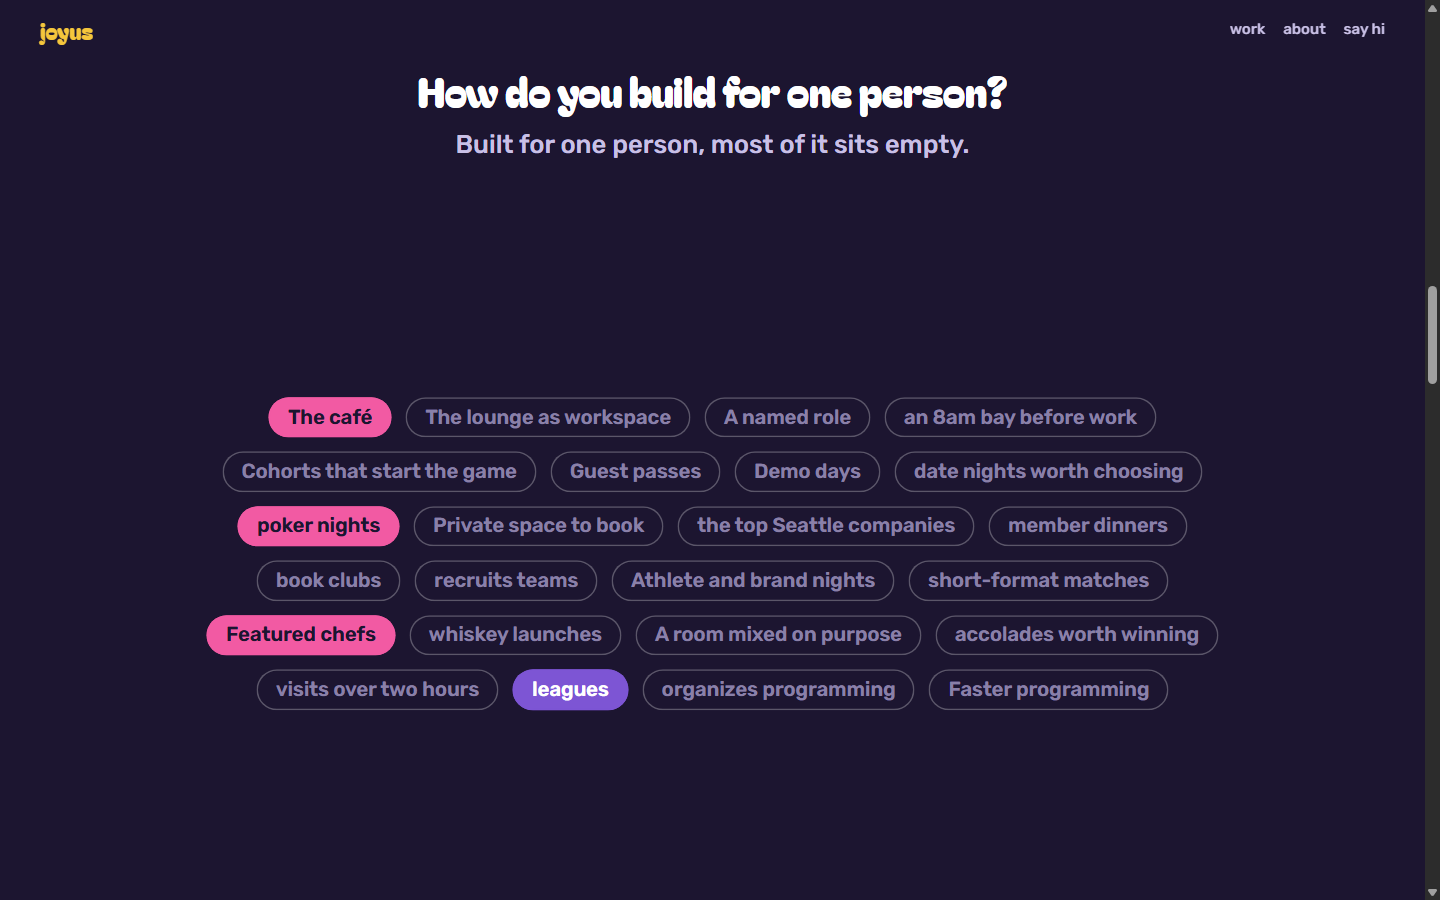 joyus
work about say hi
How do you build for one person?
Built for one person, most of it sits empty.
The café The lounge as workspace A named role an 8am bay before work
Cohorts that start the game Guest passes Demo days date nights worth choosing
poker nights Private space to book the top Seattle companies member dinners
book clubs recruits teams Athlete and brand nights short-format matches
Featured chefs whiskey launches A room mixed on purpose accolades worth winning
visits over two hours leagues organizes programming Faster programming